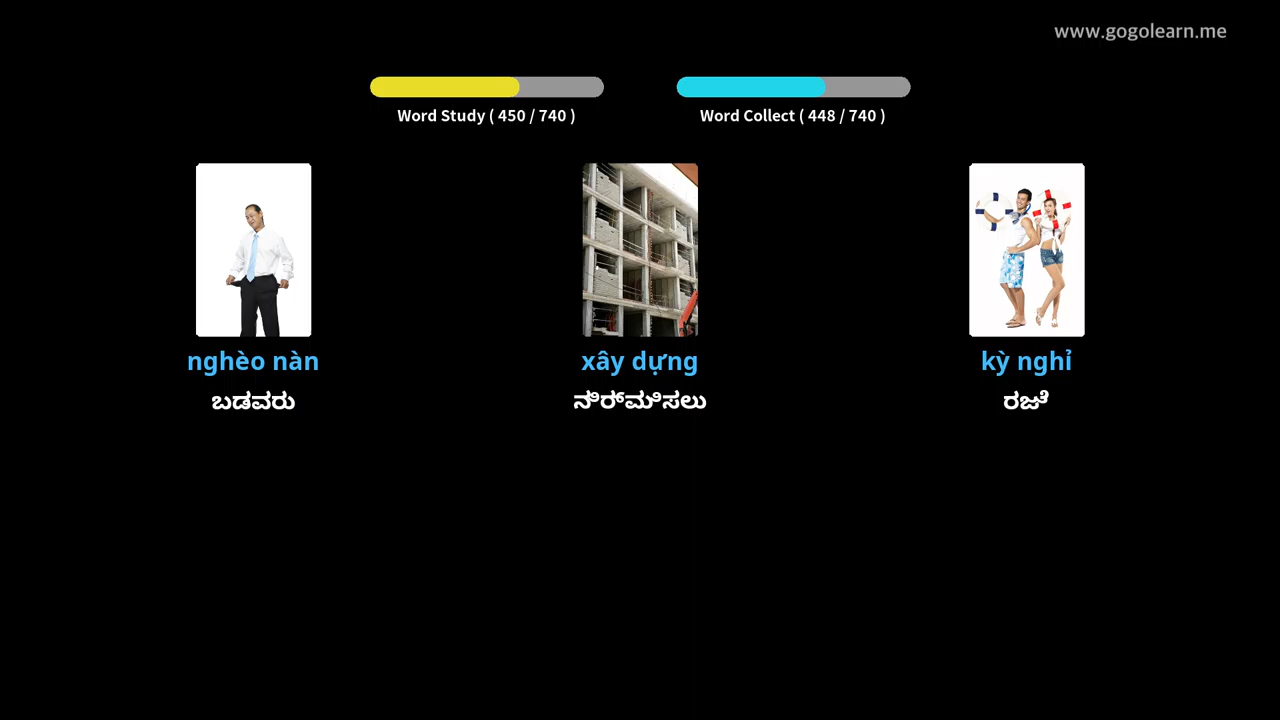 www.gogolearn.me
Word Study ( 450 / 740 )
Word Collect ( 448 / 740 )
nghèo nàn
xây dựng
kỳ nghỉ
ಬಡವರು
ನಿರ್ಮಿಸಲು
ರಜೆ